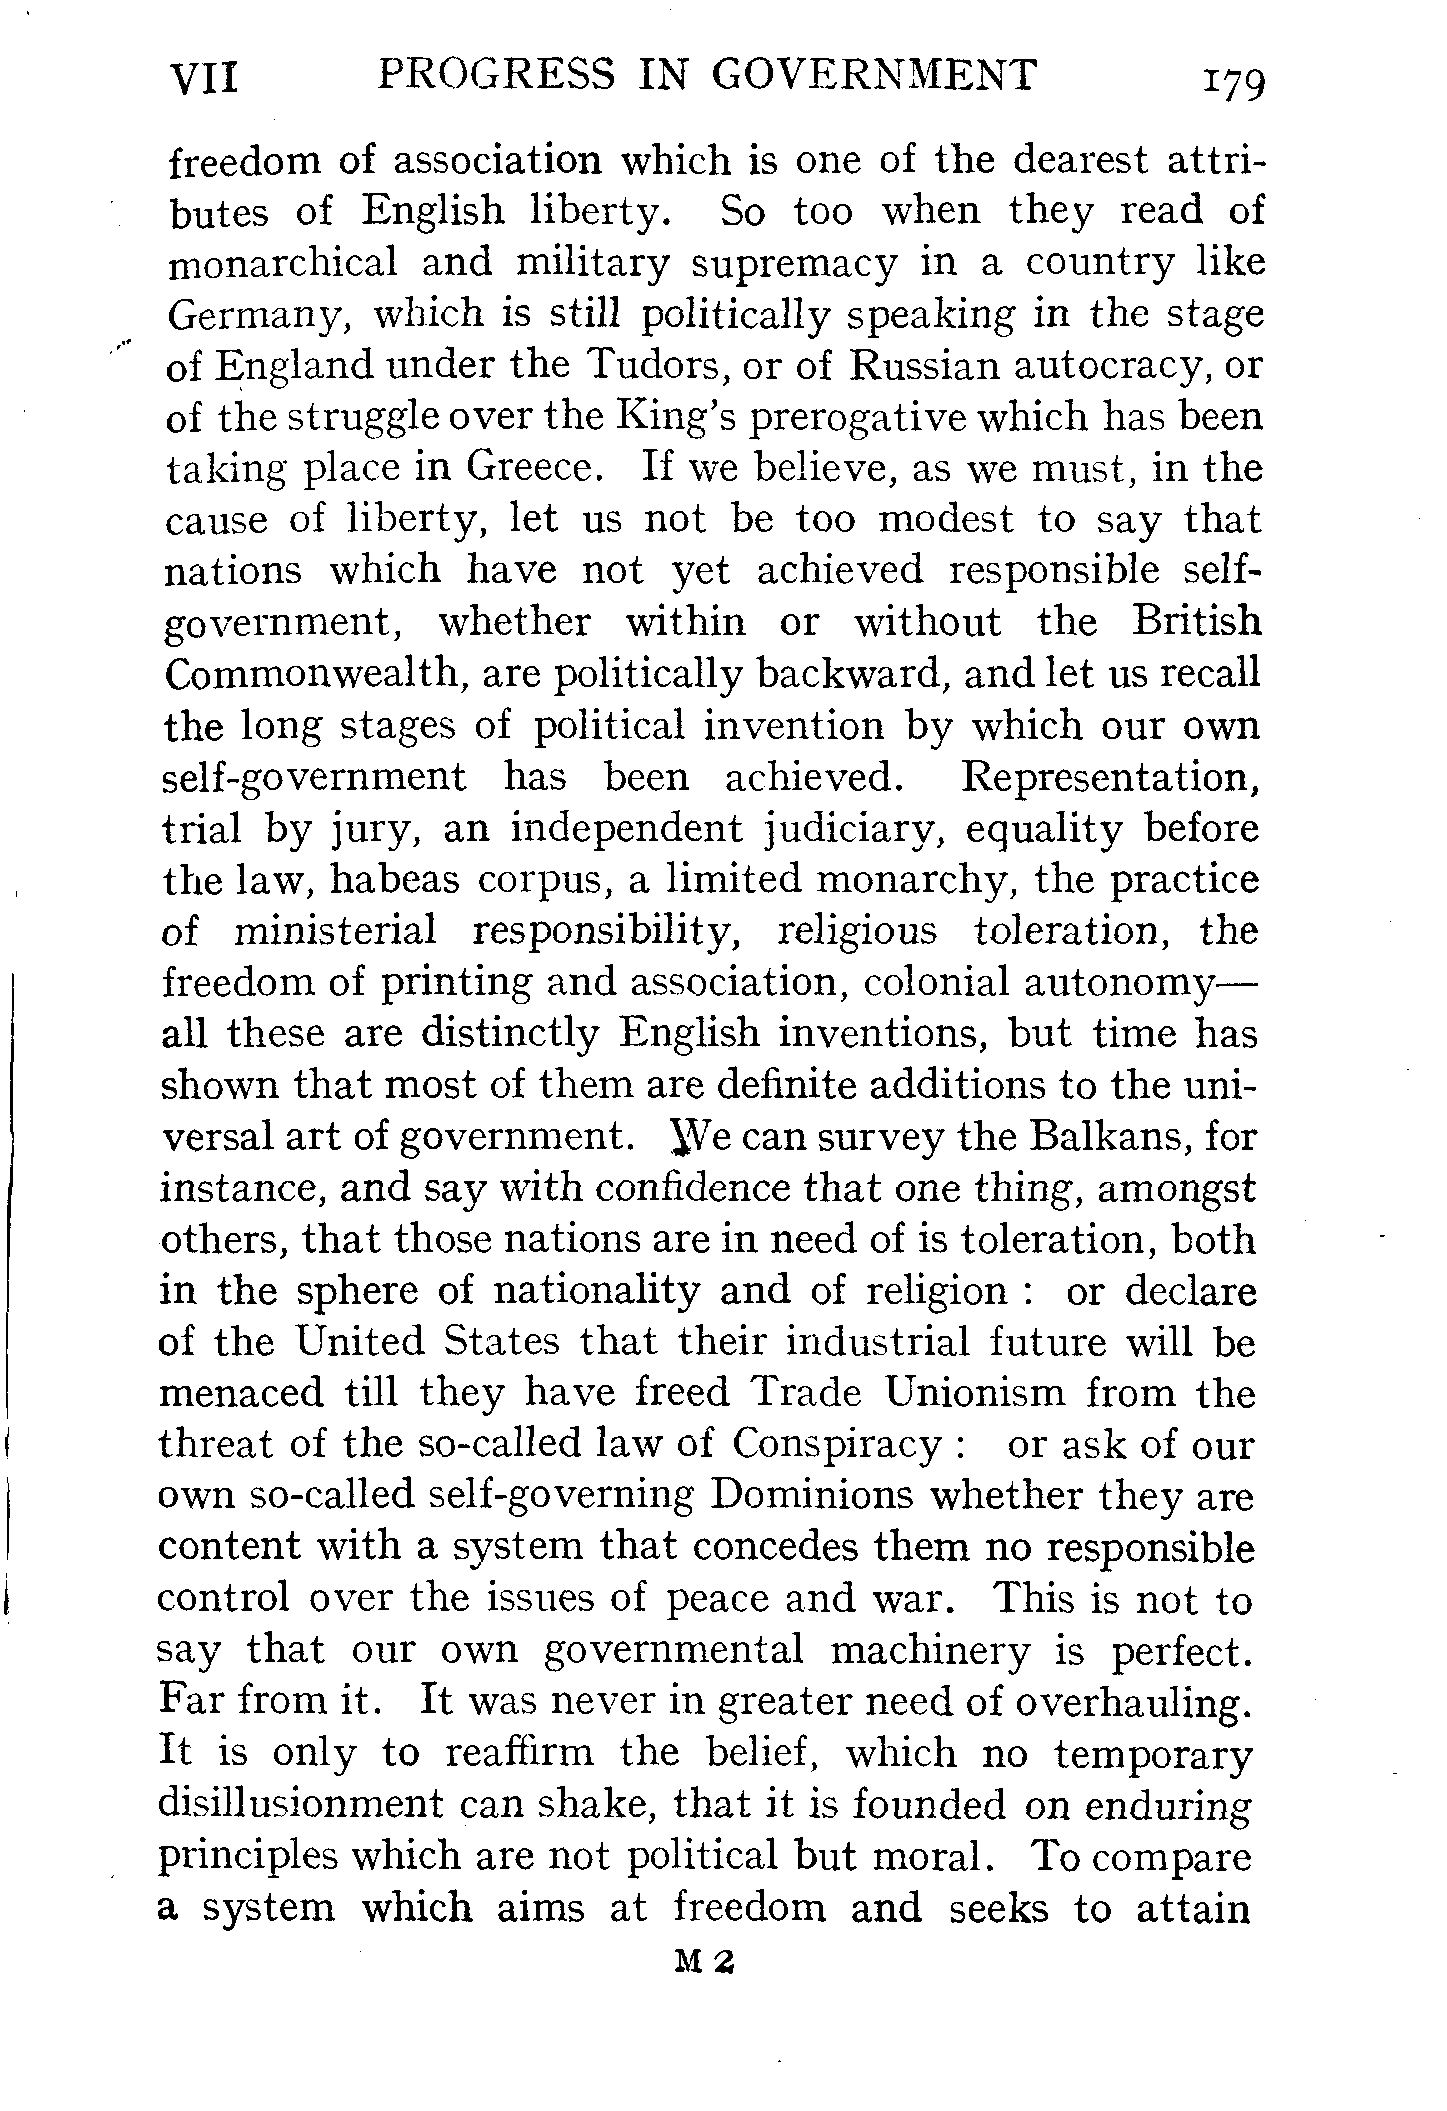 VII PROGRESS IN GOVERNMENT 179
freedom of association which is one of the dearest attri-
butes of English liberty. So too when they read of
monarchical and military supremacy in a country like
Germany, which is still politically speaking in the stage
of England under the Tudors, or of Russian autocracy, or
of the struggle over the King's prerogative which has been
taking place in Greece. If we believe, as we must, in the
cause of liberty, let us not be too modest to say that
nations which have not yet achieved responsible self-
government, whether within or without the British
Commonwealth, are politically backward, and let us recall
the long stages of political invention by which our own
self-government has been achieved. Representation,
trial by jury, an independent judiciary, equality before
the law, habeas corpus, a limited monarchy, the practice
of ministerial responsibility, religious toleration, the
freedom of printing and association, colonial autonomy—
all these are distinctly English inventions, but time has
shown that most of them are definite additions to the uni-
versal art of government. We can survey the Balkans, for
instance, and say with confidence that one thing, amongst
others, that those nations are in need of is toleration, both
in the sphere of nationality and of religion : or declare
of the United States that their industrial future will be
menaced till they have freed Trade Unionism from the
threat of the so-called law of Conspiracy : or ask of our
own so-called self-governing Dominions whether they are
content with a system that concedes them no responsible
control over the issues of peace and war. This is not to
say that our own governmental machinery is perfect.
Far from it. It was never in greater need of overhauling.
It is only to reaffirm the belief, which no temporary
disillusionment can shake, that it is founded on enduring
principles which are not political but moral. To compare
a system which aims at freedom and seeks to attain
M 2